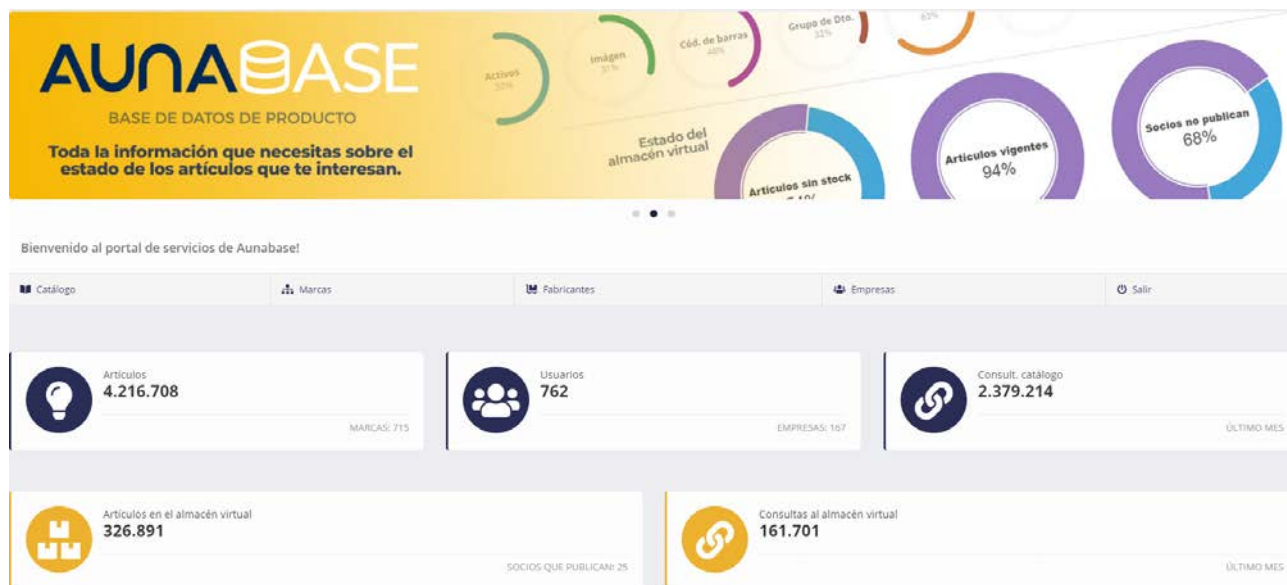 AUNABASE
BASE DE DATOS DE PRODUCTO
Toda la información que necesitas sobre el
estado de los artículos que te interesan.
Activos
Imágen
Cód. de barras
Grupo de Dto.
Estado del
almacén virtual
Artículos sin stock
Artículos vigentes
94%
Socios no publican
68%
Bienvenido al portal de servicios de Aunabase!
Catálogo
Marcas
Fabricantes
Empresas
Salir
Artículos
4.216.708
MARCAS: 715
Usuarios
762
EMPRESAS: 167
Consult. catálogo
2.379.214
ÚLTIMO MES
Artículos en el almacén virtual
326.891
SOCIOS QUE PUBLICAN: 25
Consultas al almacén virtual
161.701
ÚLTIMO MES